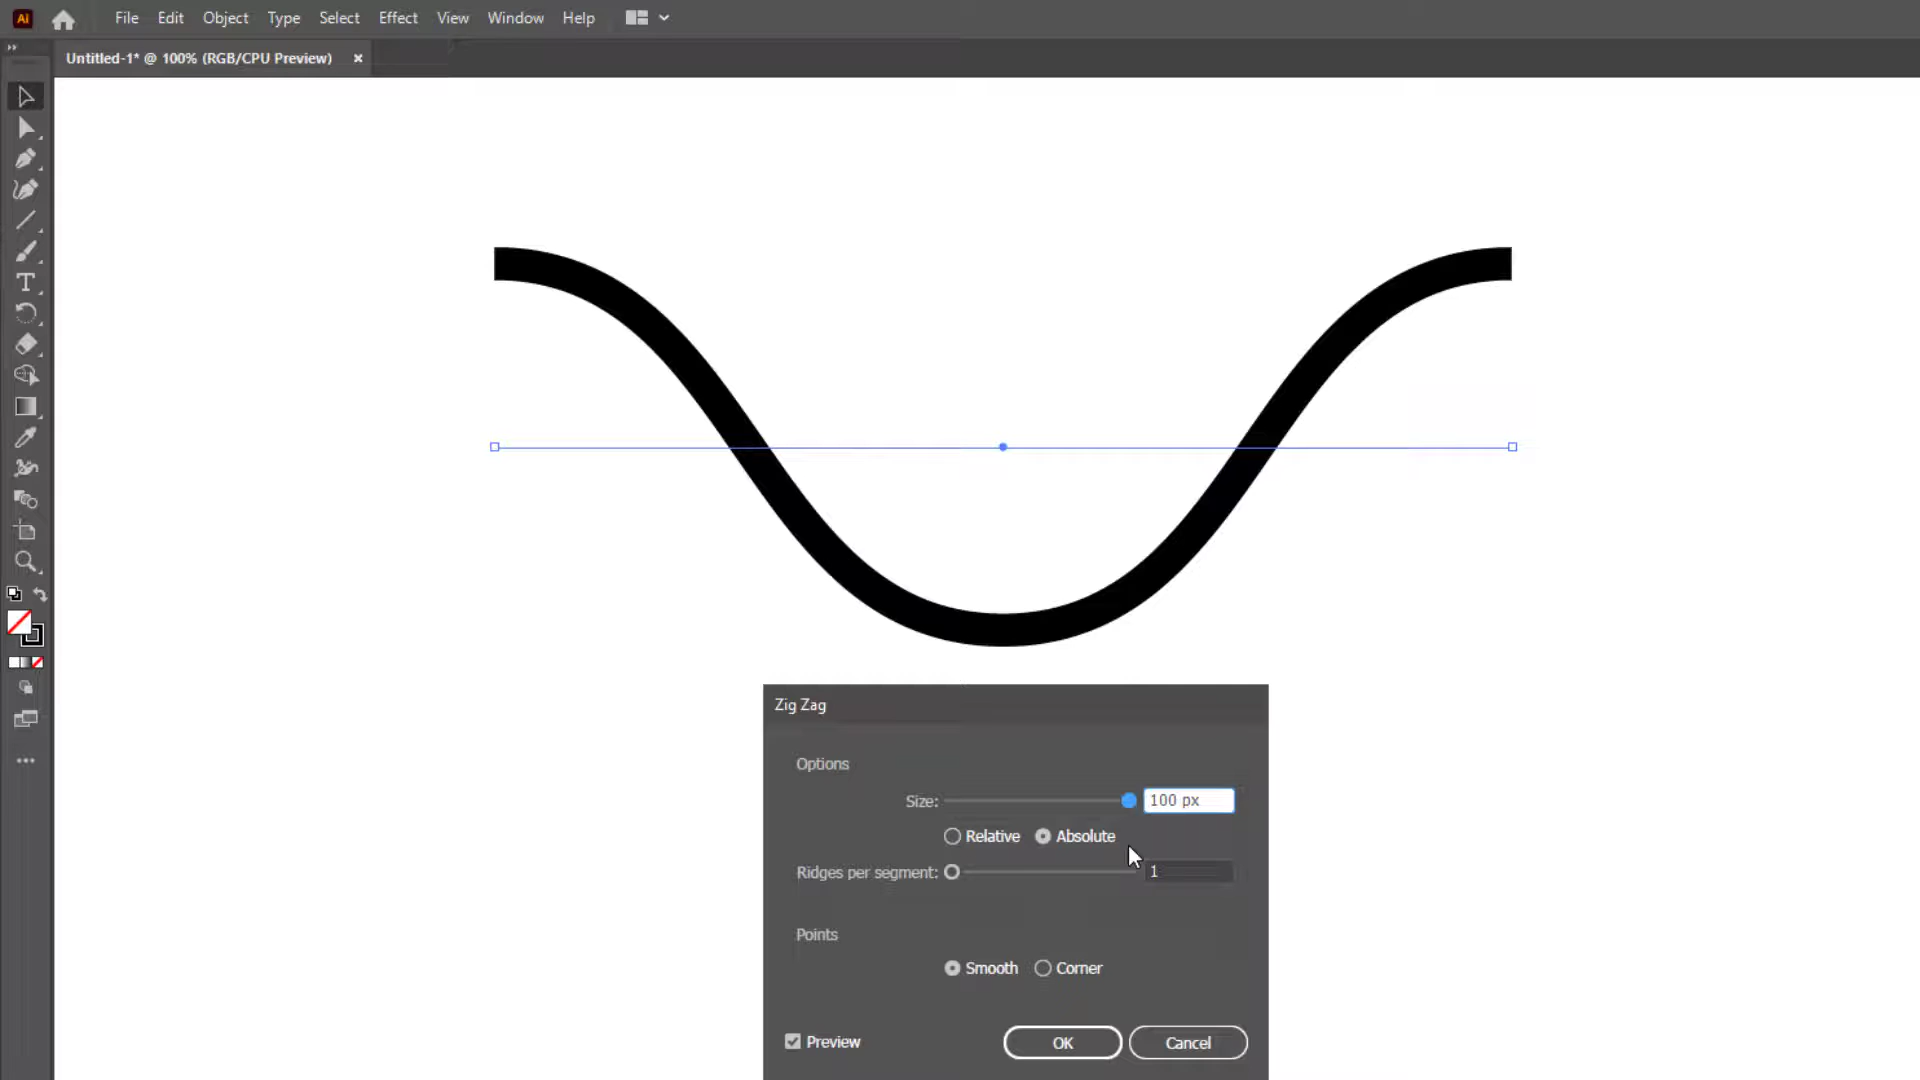 Ai File Edit Object Type Select Effect View Window Help
Untitled-1* @ 100% (RGB/CPU Preview) ×
Zig Zag
Options
Size: 100 px
Relative Absolute
Ridges per segment: 1
Points
Smooth Corner
Preview OK Cancel